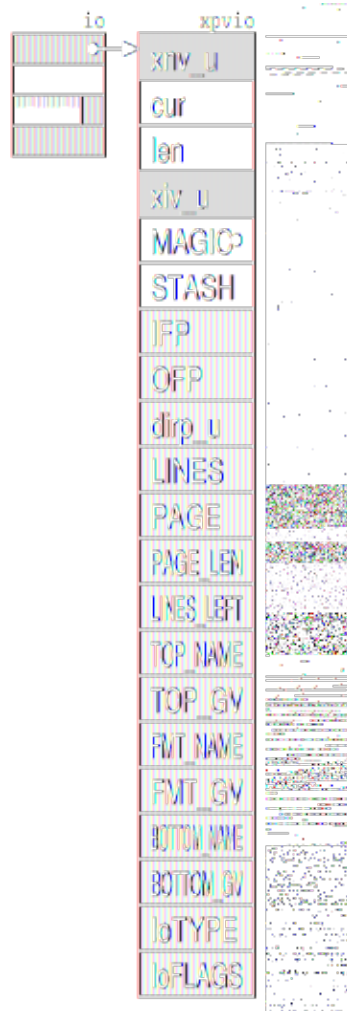 io xpvio
xnv_u
cur
len
xiv_u
MAGIC
STASH
IFP
OFP
dirp_u
LINES
PAGE
PAGE_LEN
LINES_LEFT
TOP_NAME
TOP_GV
FMT_NAME
FMT_GV
BOTTOM_NAME
BOTTOM_GV
IoTYPE
IoFLAGS